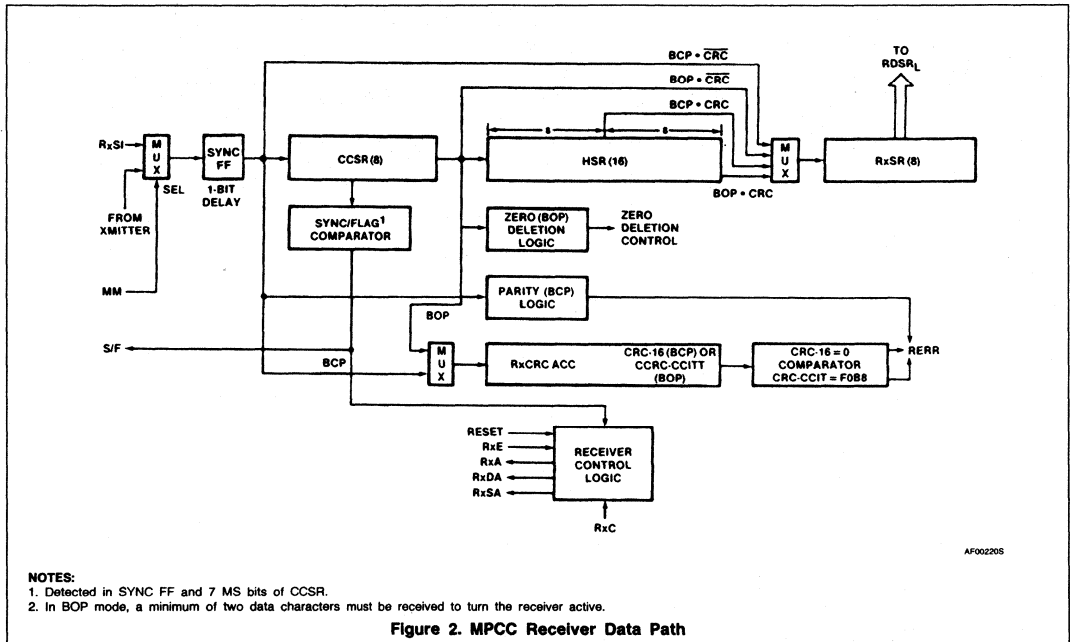 BCP • CRC
BOP • CRC
BCP • CRC
TO
RDSRL
8
8
RxSI
MUX
SEL
SYNC
FF
1-BIT
DELAY
CCSR (8)
HSR (16)
MUX
RxSR (8)
BOP • CRC
FROM
XMITTER
SYNC/FLAG1
COMPARATOR
ZERO (BOP)
DELETION
LOGIC
ZERO
DELETION
CONTROL
MM
PARITY (BCP)
LOGIC
BOP
S/F
BCP
MUX
RxCRC ACC
CRC-16 (BCP) OR
CCRC-CCITT
(BOP)
CRC-16 = 0
COMPARATOR
CRC-CCIT = F0B8
RERR
RESET
RxE
RxA
RxDA
RxSA
RECEIVER
CONTROL
LOGIC
RxC
AF00220S
NOTES:
1. Detected in SYNC FF and 7 MS bits of CCSR.
2. In BOP mode, a minimum of two data characters must be received to turn the receiver active.
Figure 2. MPCC Receiver Data Path